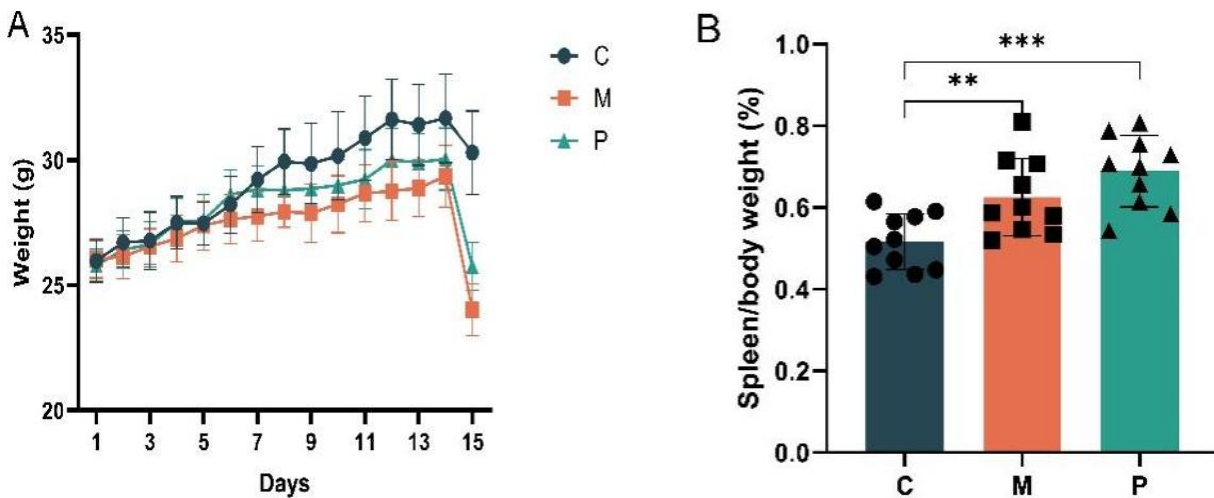 A
Weight (g)
35
30
25
20
1 3 5 7 9 11 13 15
Days
C
M
P
B
Spleen/body weight (%)
1.0
0.8
0.6
0.4
0.2
0.0
***
**
C M P